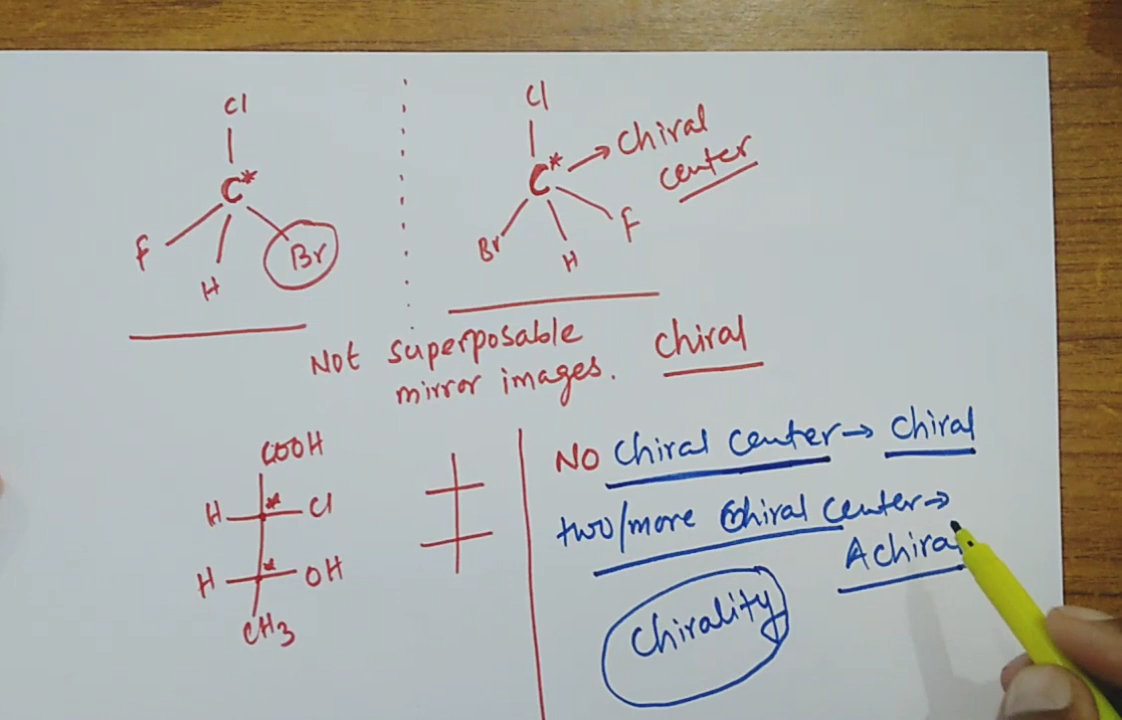 Cl
C*
F
H
Br
Cl
C* → Chiral
center
Br
H
F
Not superposable
mirror images.
chiral
COOH
H * Cl
H * OH
CH3
NO Chiral center → chiral
two/more Chiral center →
Achiral
Chirality